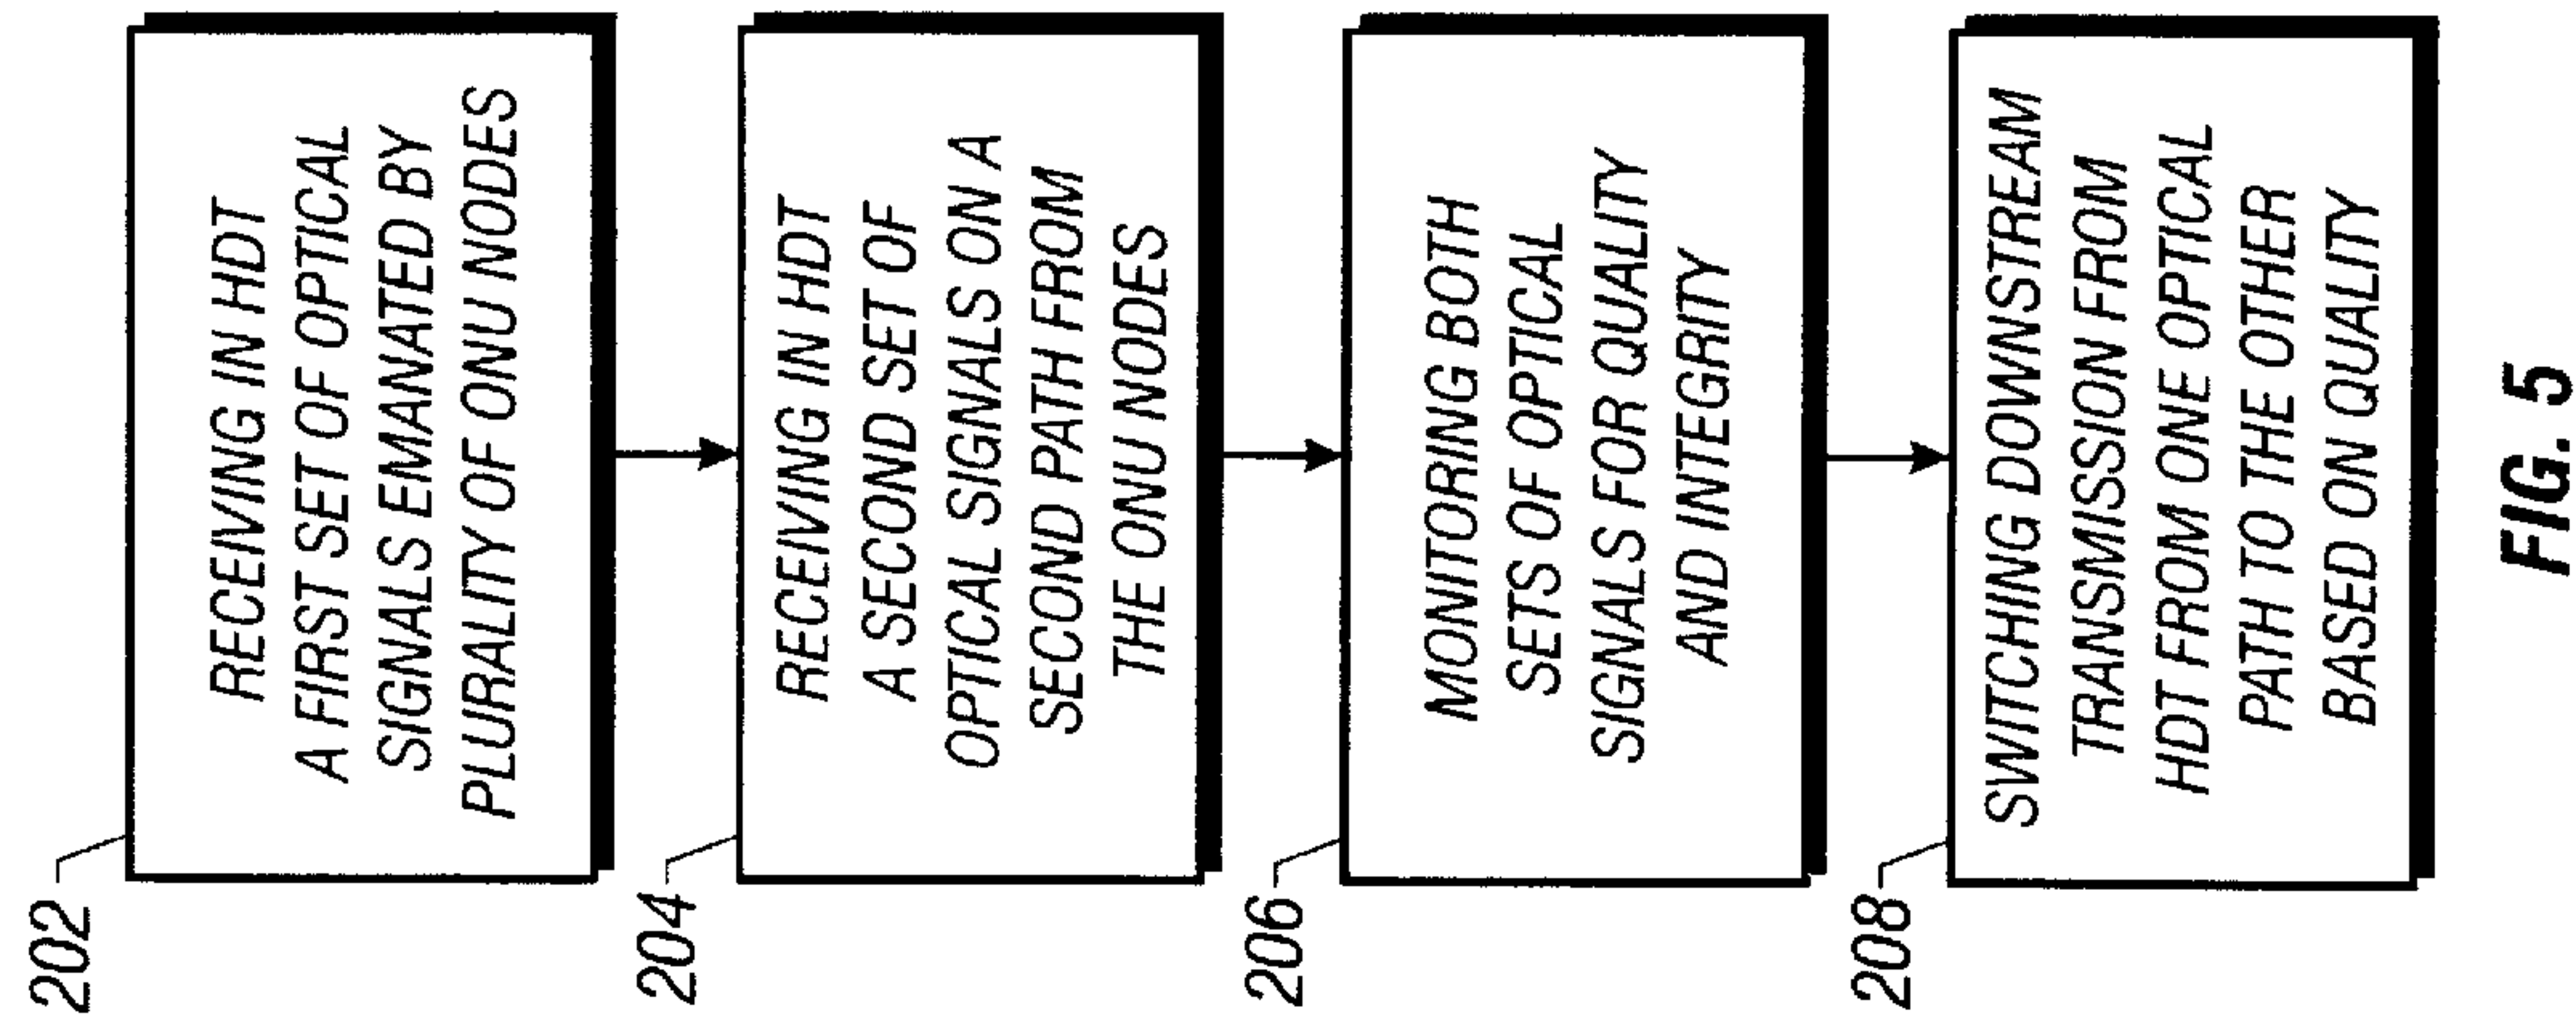 202
RECEIVING IN HDT
A FIRST SET OF OPTICAL
SIGNALS EMANATED BY
PLURALITY OF ONU NODES
204
RECEIVING IN HDT
A SECOND SET OF
OPTICAL SIGNALS ON A
SECOND PATH FROM
THE ONU NODES
206
MONITORING BOTH
SETS OF OPTICAL
SIGNALS FOR QUALITY
AND INTEGRITY
208
SWITCHING DOWNSTREAM
TRANSMISSION FROM
HDT FROM ONE OPTICAL
PATH TO THE OTHER
BASED ON QUALITY
FIG. 5